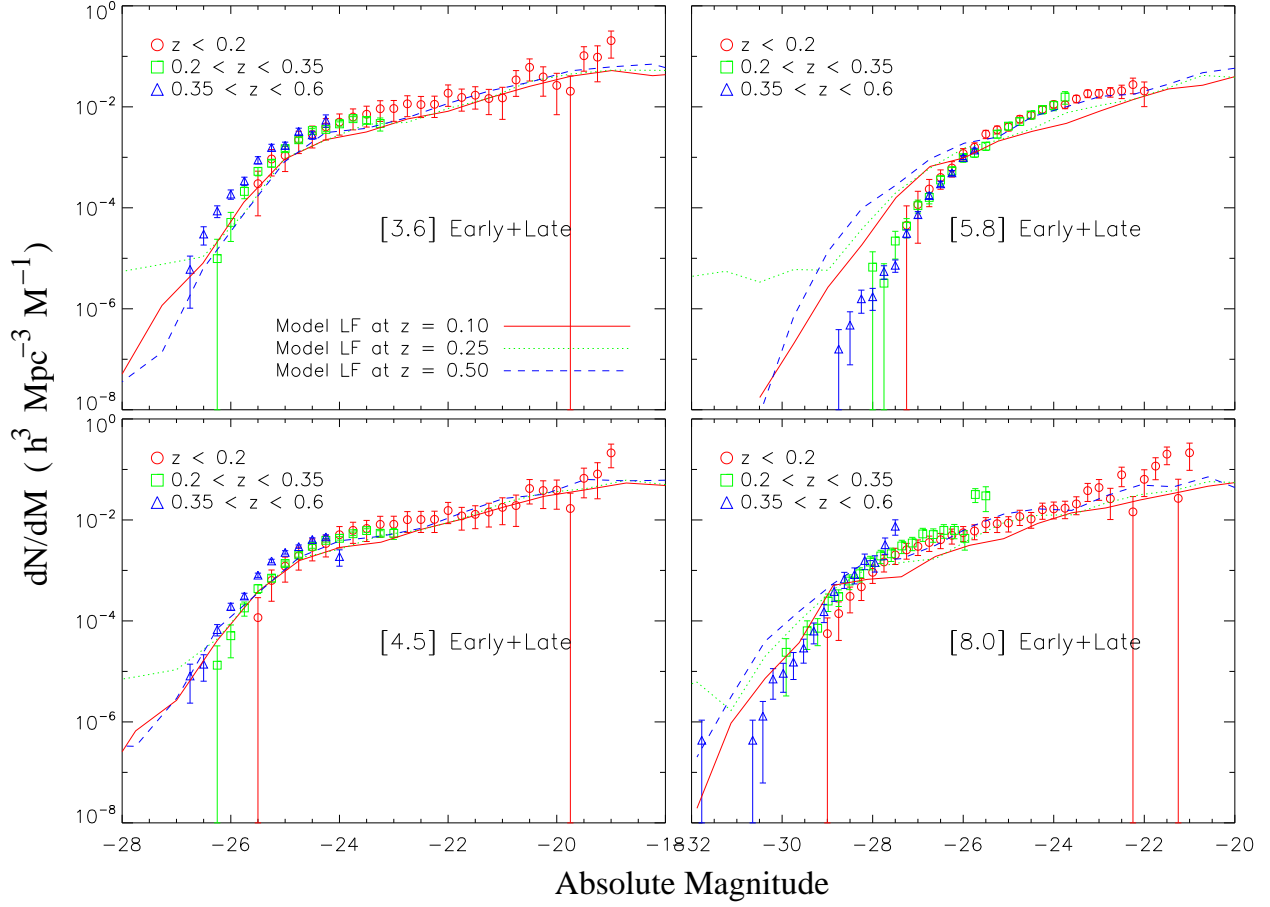 10⁰
10⁻²
10⁻⁴
10⁻⁶
10⁻⁸
z < 0.2
0.2 < z < 0.35
0.35 < z < 0.6
[3.6] Early+Late
Model LF at z = 0.10
Model LF at z = 0.25
Model LF at z = 0.50
z < 0.2
0.2 < z < 0.35
0.35 < z < 0.6
[5.8] Early+Late
10⁰
10⁻²
10⁻⁴
10⁻⁶
10⁻⁸
z < 0.2
0.2 < z < 0.35
0.35 < z < 0.6
[4.5] Early+Late
z < 0.2
0.2 < z < 0.35
0.35 < z < 0.6
[8.0] Early+Late
−28 −26 −24 −22 −20 −18
−32 −30 −28 −26 −24 −22 −20
Absolute Magnitude
dN/dM ( h³ Mpc⁻³ M⁻¹)